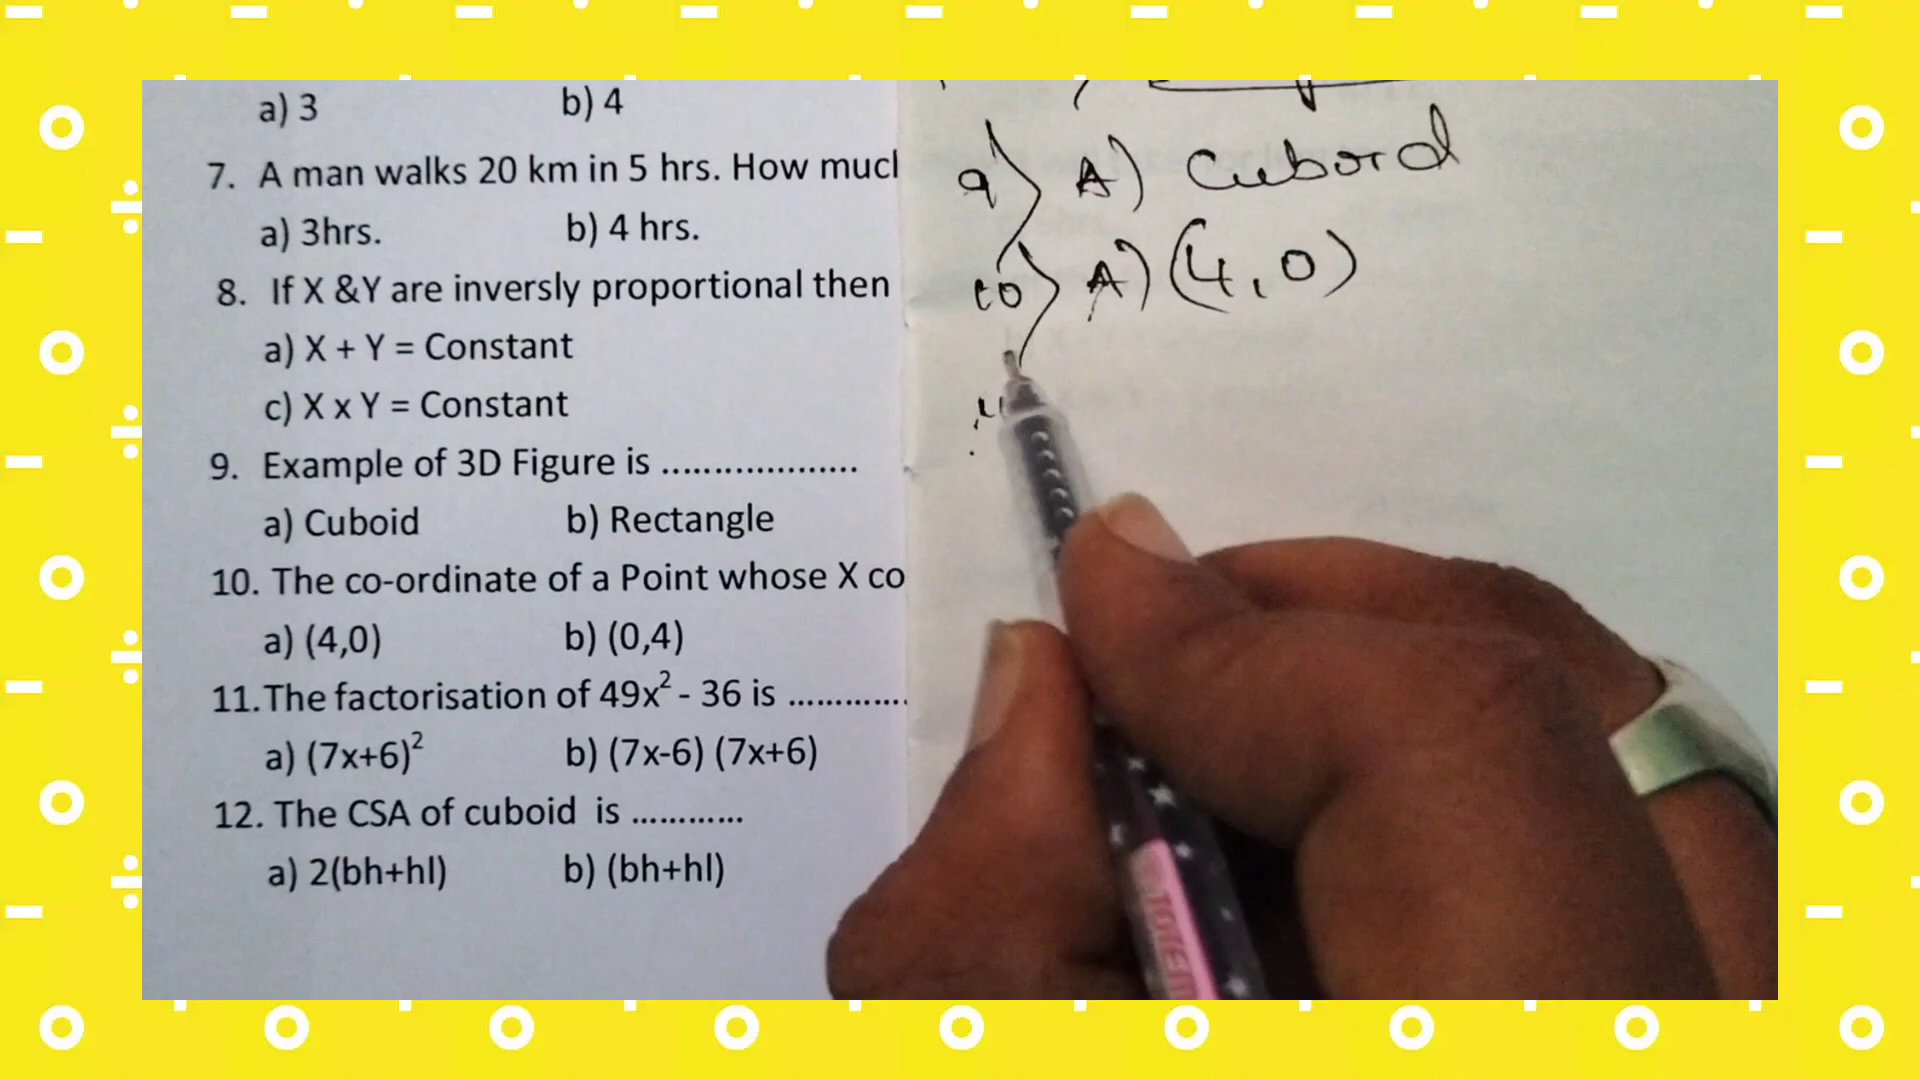 a) 3 b) 4
7. A man walks 20 km in 5 hrs. How much
a) 3hrs. b) 4 hrs.
8. If X &Y are inversly proportional then
a) X + Y = Constant
c) X x Y = Constant
9. Example of 3D Figure is ...................
a) Cuboid b) Rectangle
10. The co-ordinate of a Point whose X co
a) (4,0) b) (0,4)
11.The factorisation of 49x² - 36 is ............
a) (7x+6)² b) (7x-6) (7x+6)
12. The CSA of cuboid is ............
a) 2(bh+hl) b) (bh+hl)
9) A) Cuboid
10) A) (4,0)
11
TOTEM